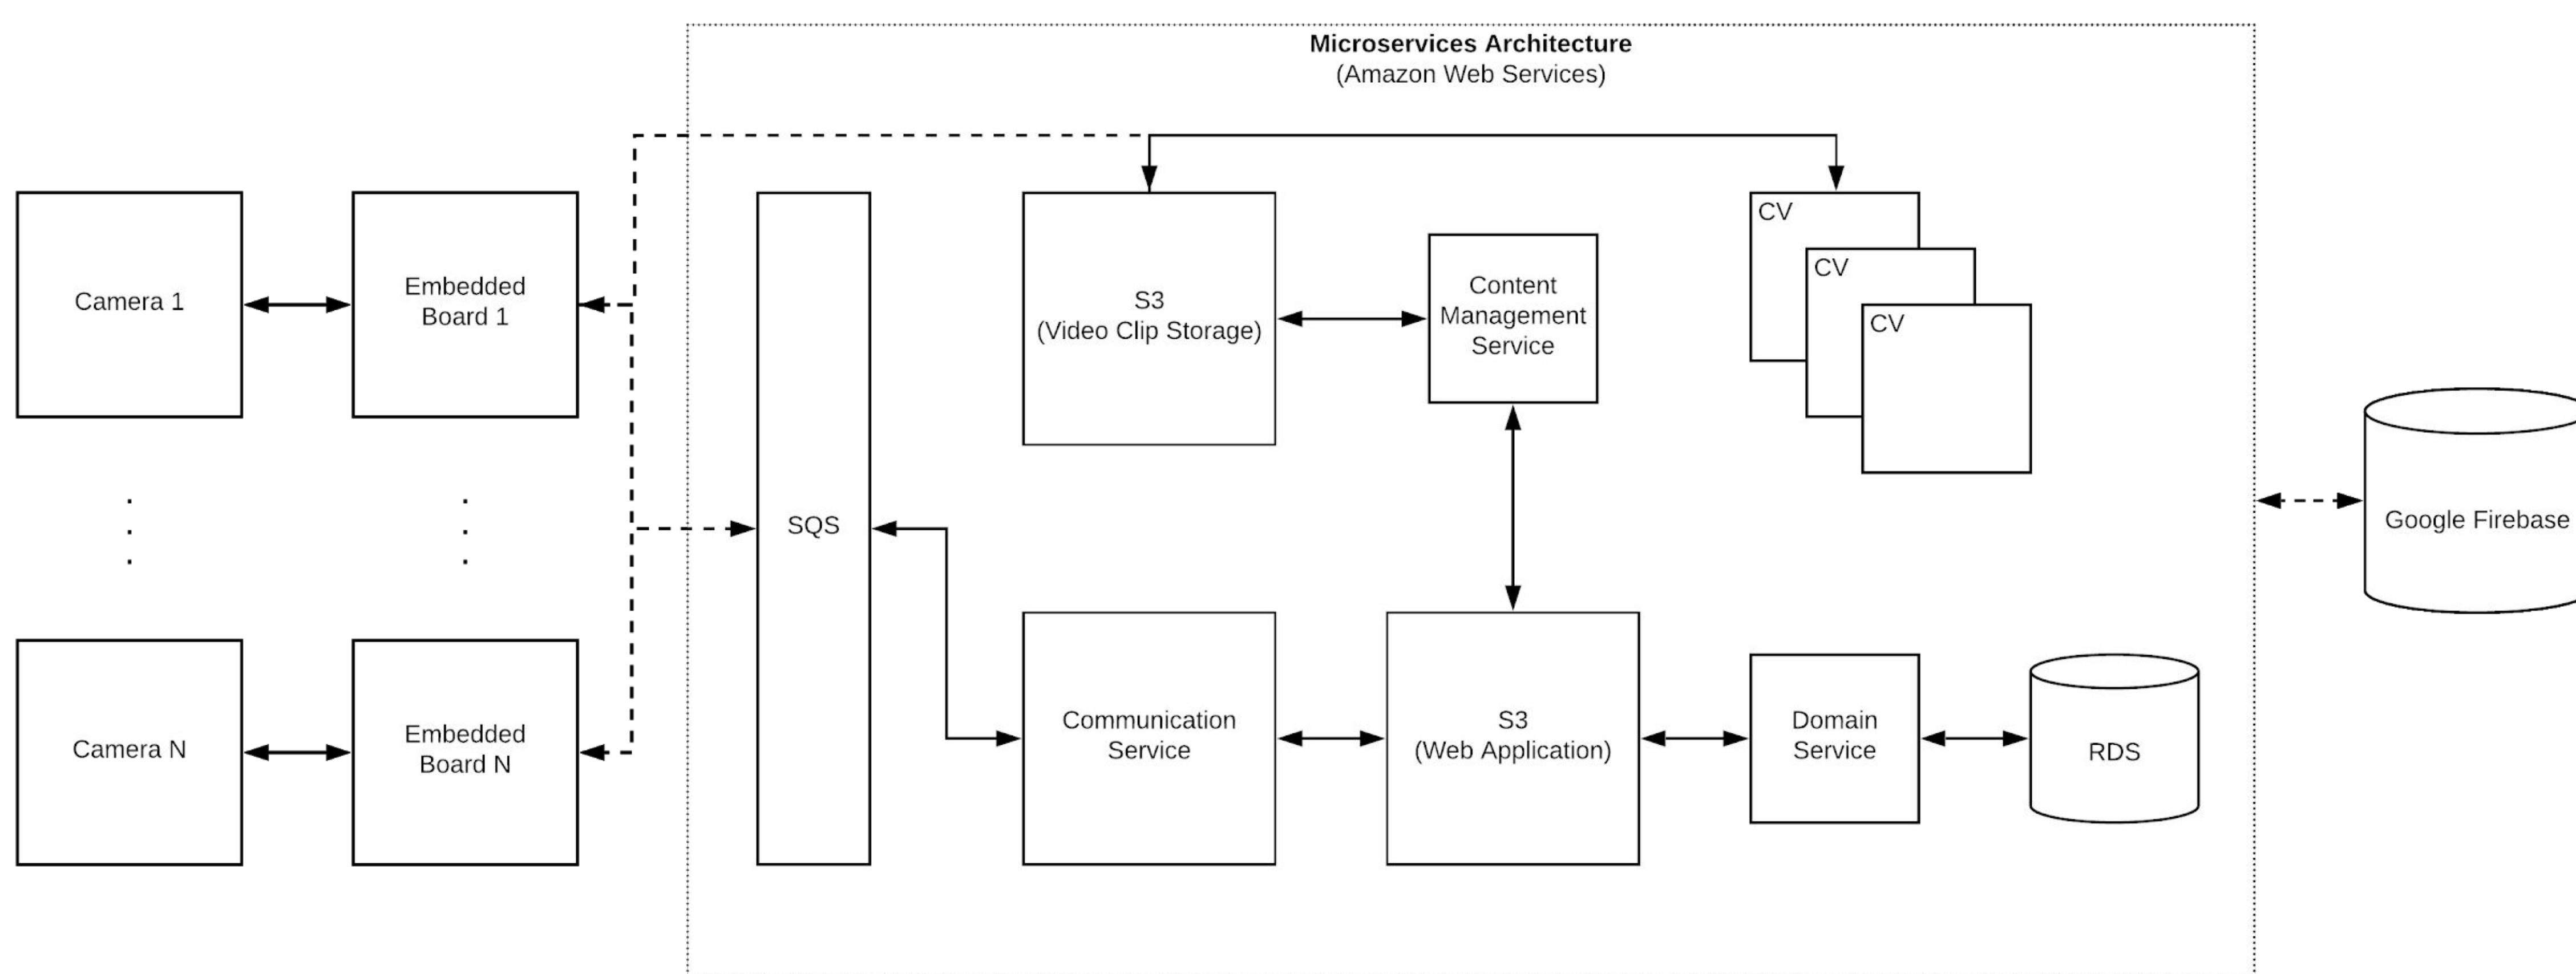 Microservices Architecture
(Amazon Web Services)
Camera 1
Embedded
Board 1
S3
(Video Clip Storage)
Content
Management
Service
CV
CV
CV
.
.
.
.
.
.
SQS
Google Firebase
Camera N
Embedded
Board N
Communication
Service
S3
(Web Application)
Domain
Service
RDS